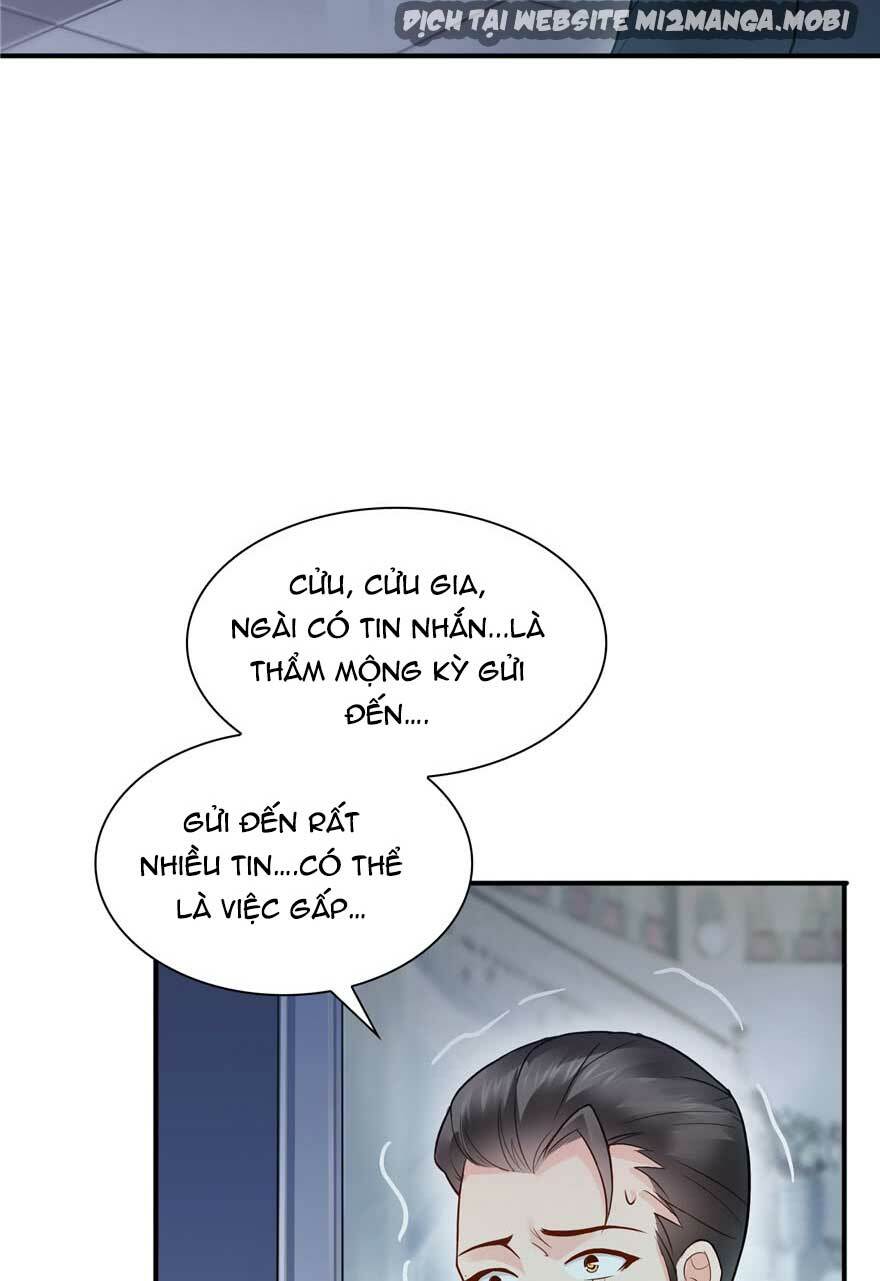 DỊCH TẠI WEBSITE MI2MANGA.MOBI
CỬU, CỬU GIA,
NGÀI CÓ TIN NHẮN...LÀ
THẨM MỘNG KỲ GỬI
ĐẾN....
GỬI ĐẾN RẤT
NHIỀU TIN....CÓ THỂ
LÀ VIỆC GẤP...